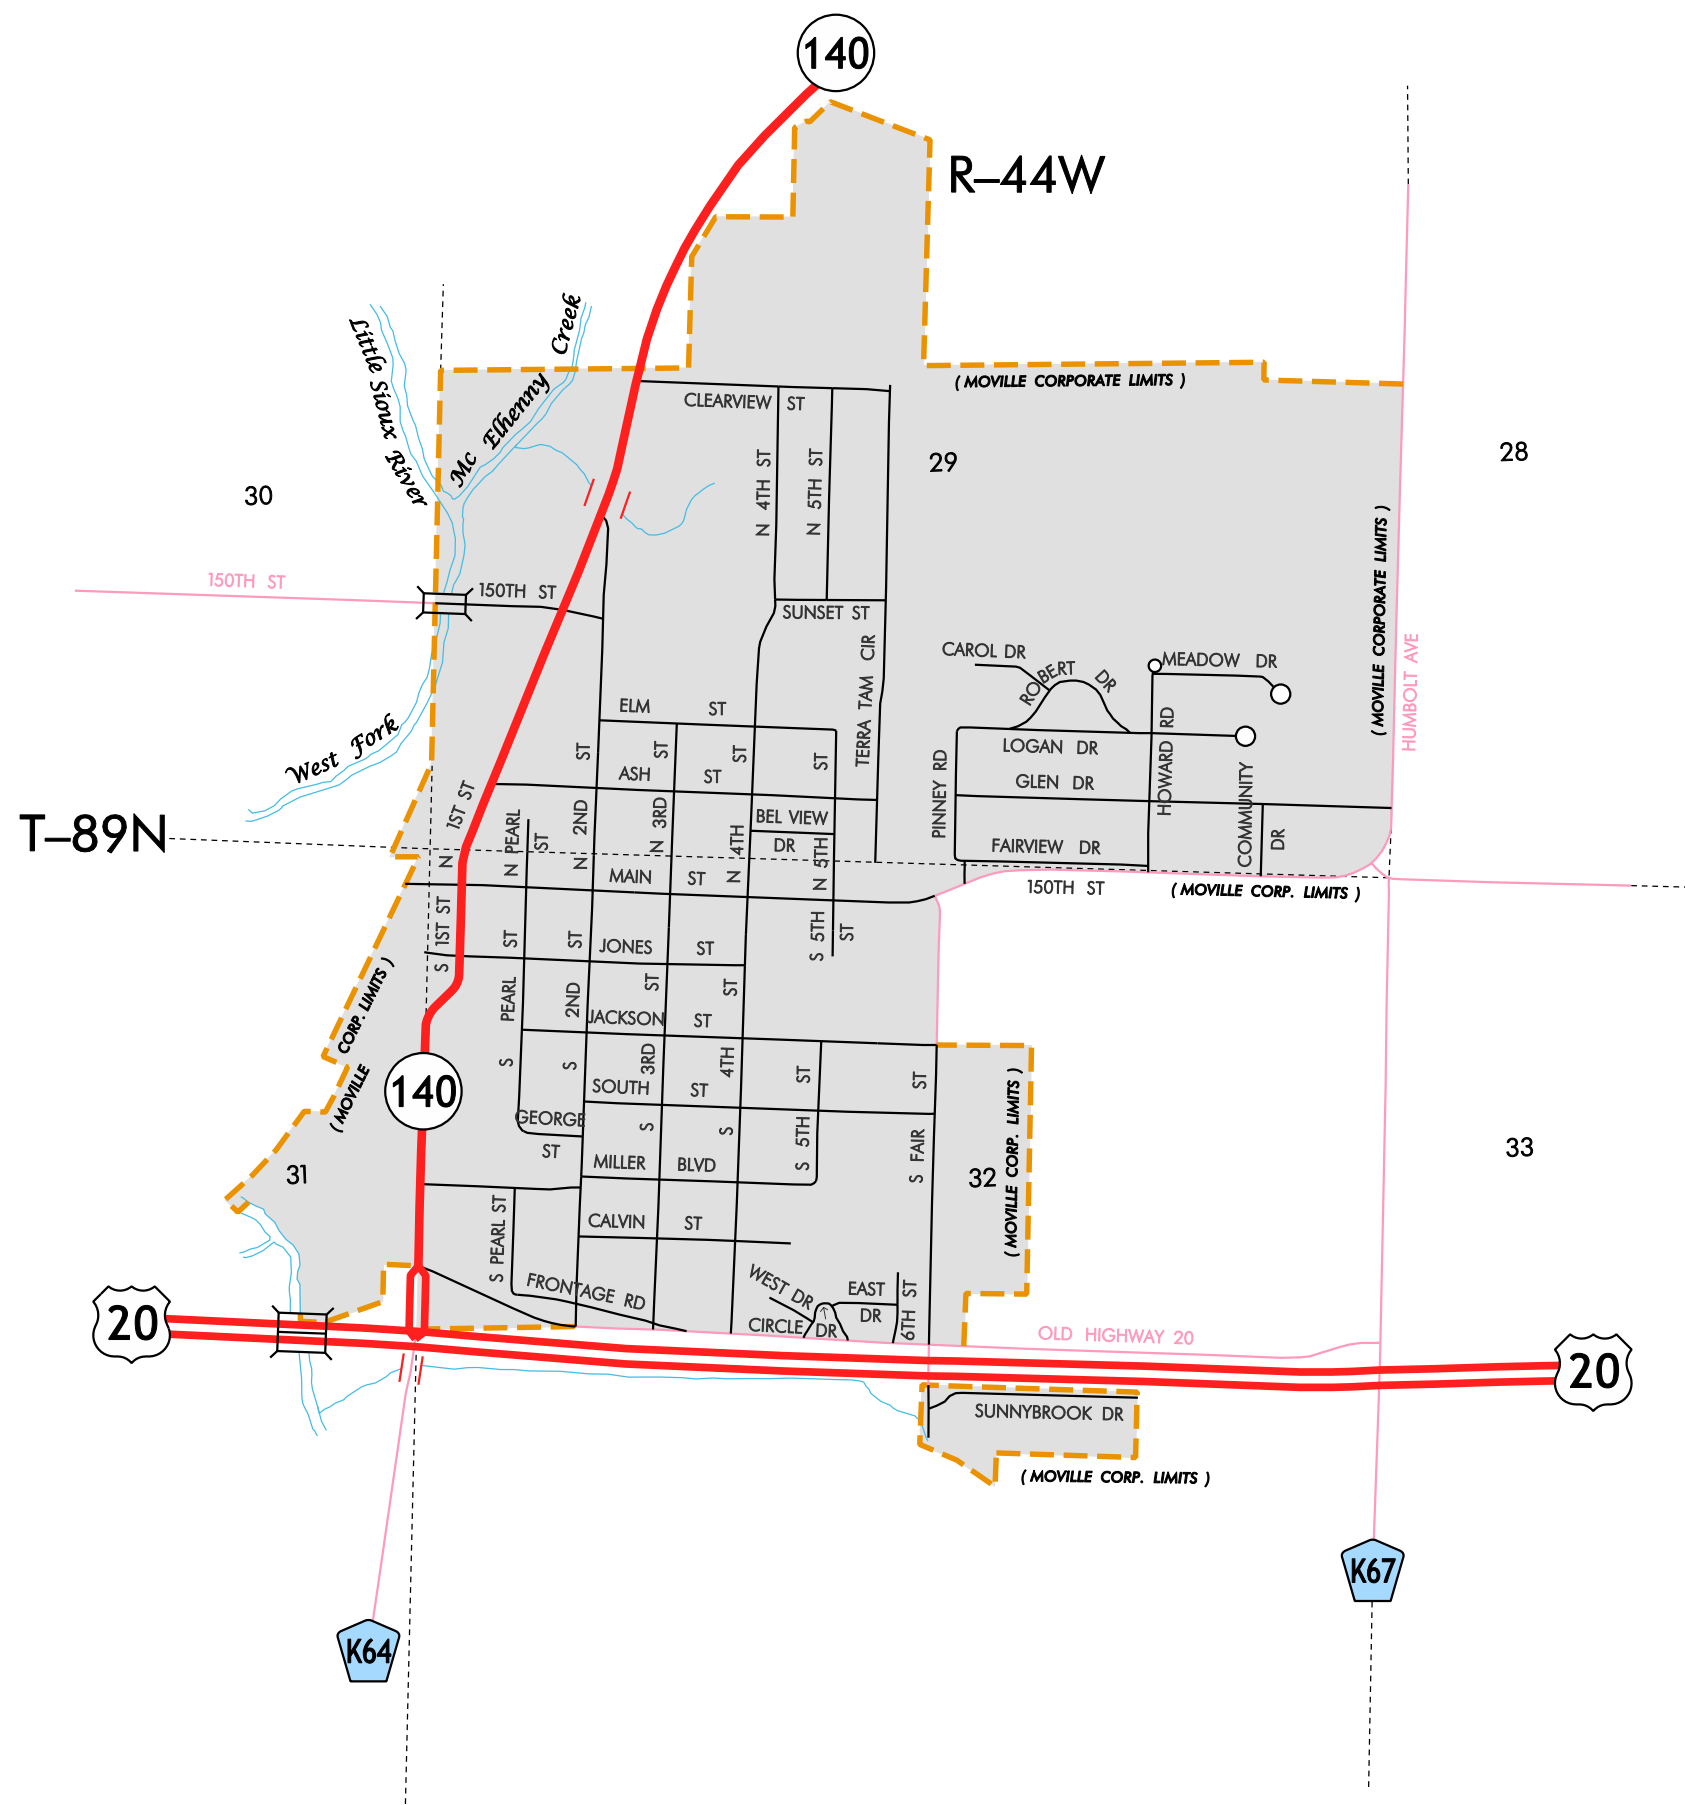 140
R–44W
Little Sioux River
Mc Elhenny Creek
( MOVILLE CORPORATE LIMITS )
CLEARVIEW ST
29
28
30
N 4TH ST
N 5TH ST
( MOVILLE CORPORATE LIMITS )
150TH ST
150TH ST
SUNSET ST
TERRA TAM CIR
CAROL DR
ROBERT DR
MEADOW DR
HUMBOLT AVE
ELM ST
West Fork
LOGAN DR
HOWARD RD
PINNEY RD
ASH ST
GLEN DR
COMMUNITY DR
N 1ST ST
N PEARL ST
N 2ND ST
N 3RD ST
N 4TH ST
N 5TH ST
BEL VIEW
DR
T–89N
FAIRVIEW DR
MAIN ST
150TH ST
( MOVILLE CORP. LIMITS )
S 1ST ST
S PEARL ST
S 2ND ST
S 5TH ST
JONES ST
( MOVILLE CORP. LIMITS )
S 3RD ST
S 4TH ST
JACKSON ST
140
S 5TH ST
S FAIR ST
( MOVILLE CORP. LIMITS )
SOUTH ST
GEORGE
ST
MILLER BLVD
31
32
33
S PEARL ST
CALVIN ST
FRONTAGE RD
WEST DR
EAST
DR
6TH ST
CIRCLE DR
20
OLD HIGHWAY 20
20
SUNNYBROOK DR
( MOVILLE CORP. LIMITS )
K67
K64